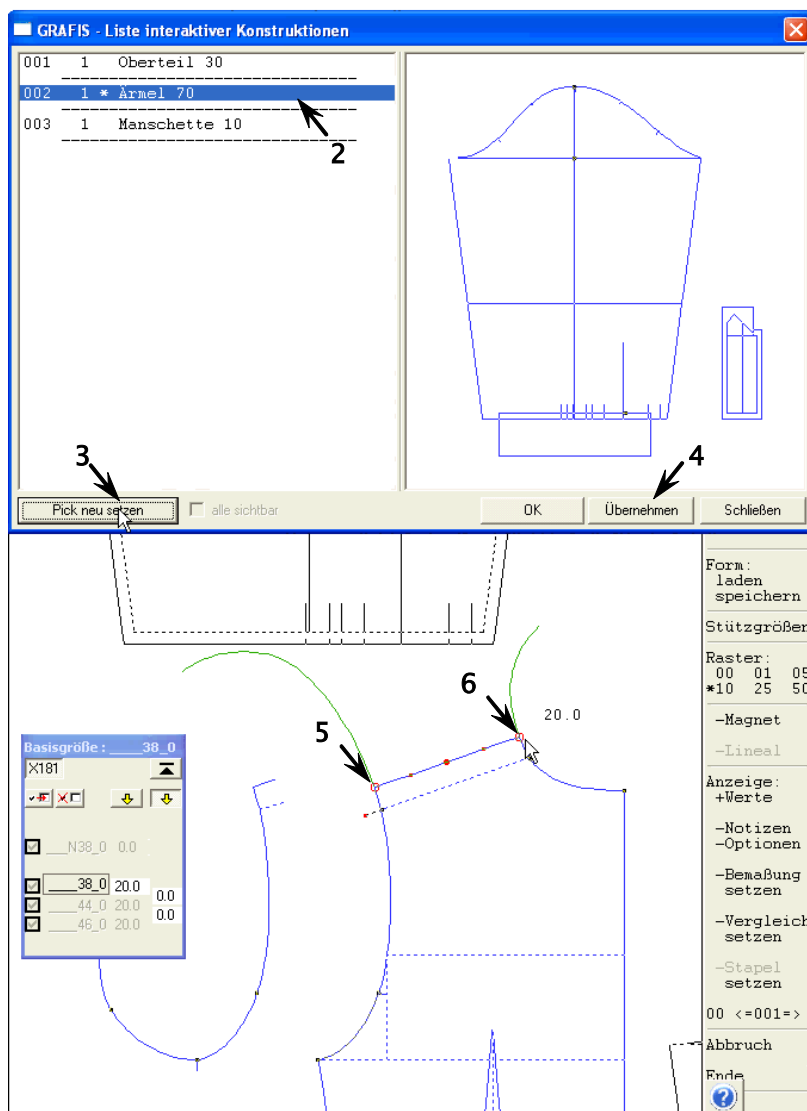 GRAFIS - Liste interaktiver Konstruktionen
001 1 Oberteil 30
002 1 * Ärmel 70
003 1 Manschette 10
2
3
4
Pick neu setzen
alle sichtbar
OK
Übernehmen
Schließen
Form:
laden
speichern
Stützgrößen
Raster:
00 01 05
*10 25 50
-Magnet
-Lineal
Anzeige:
+Werte
-Notizen
-Optionen
-Bemaßung
setzen
-Vergleich
setzen
-Stapel
setzen
00 <=001=>
Abbruch
Ende
6
20.0
5
Basisgröße: ____38_0
X181
___N38_0 0.0
____38_0 20.0
0.0
____44_0 20.0
0.0
____46_0 20.0